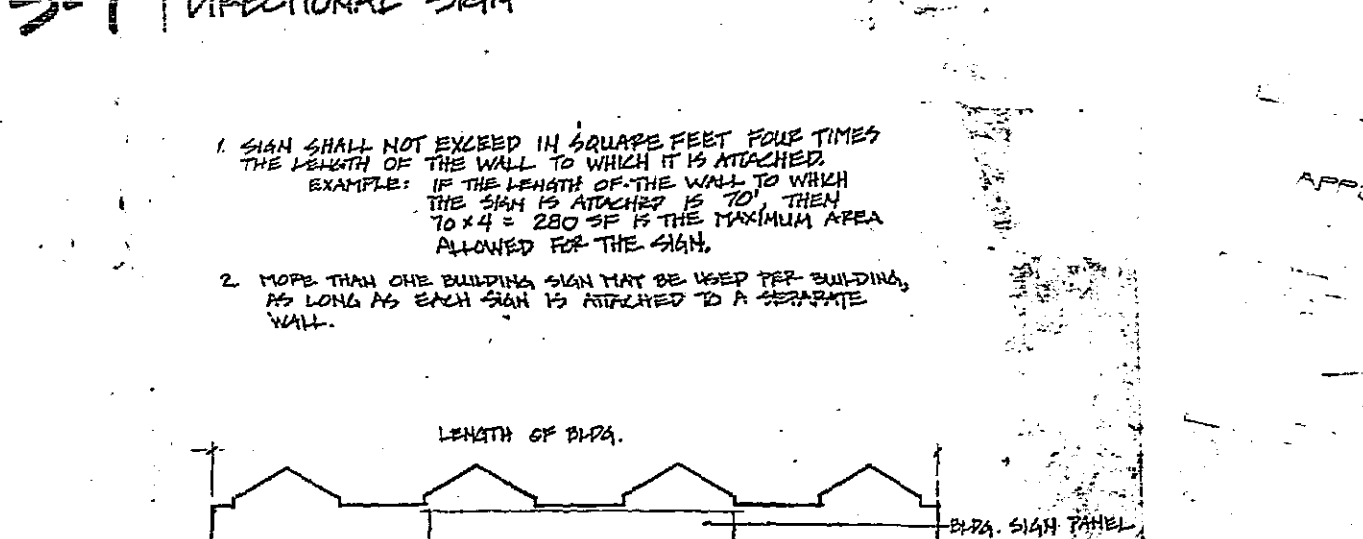 DIRECTIONAL SIGN
1. SIGN SHALL NOT EXCEED IN SQUARE FEET FOUR TIMES
THE LENGTH OF THE WALL TO WHICH IT IS ATTACHED.
EXAMPLE: IF THE LENGTH OF THE WALL TO WHICH
THE SIGN IS ATTACHED IS 70', THEN
70 x 4 = 280 SF IS THE MAXIMUM AREA
ALLOWED FOR THE SIGN.
2. MORE THAN ONE BUILDING SIGN MAY BE USED PER BUILDING,
AS LONG AS EACH SIGN IS ATTACHED TO A SEPARATE
WALL.
LENGTH OF BLDG.
BLDG. SIGN PANEL